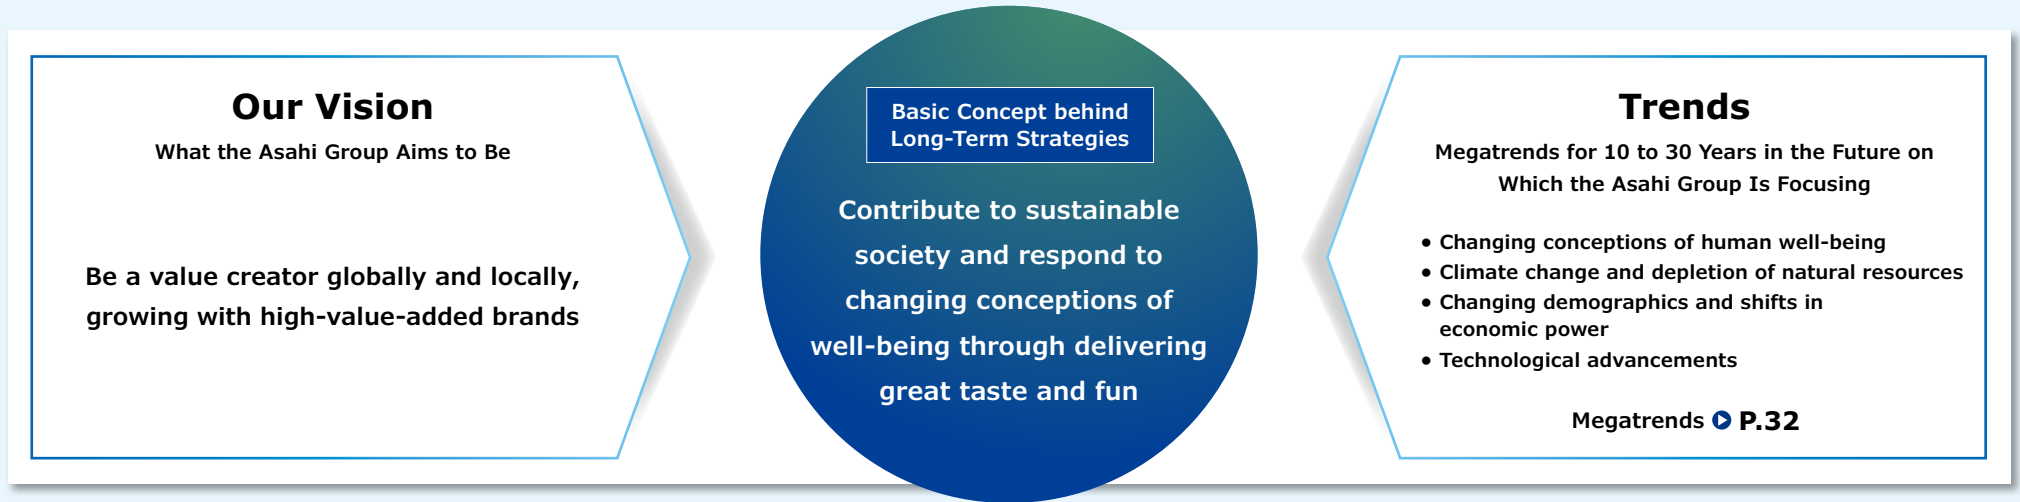 Our Vision
What the Asahi Group Aims to Be
Be a value creator globally and locally,
growing with high-value-added brands
Basic Concept behind
Long-Term Strategies
Contribute to sustainable
society and respond to
changing conceptions of
well-being through delivering
great taste and fun
Trends
Megatrends for 10 to 30 Years in the Future on
Which the Asahi Group Is Focusing
• Changing conceptions of human well-being
• Climate change and depletion of natural resources
• Changing demographics and shifts in
economic power
• Technological advancements
Megatrends P.32